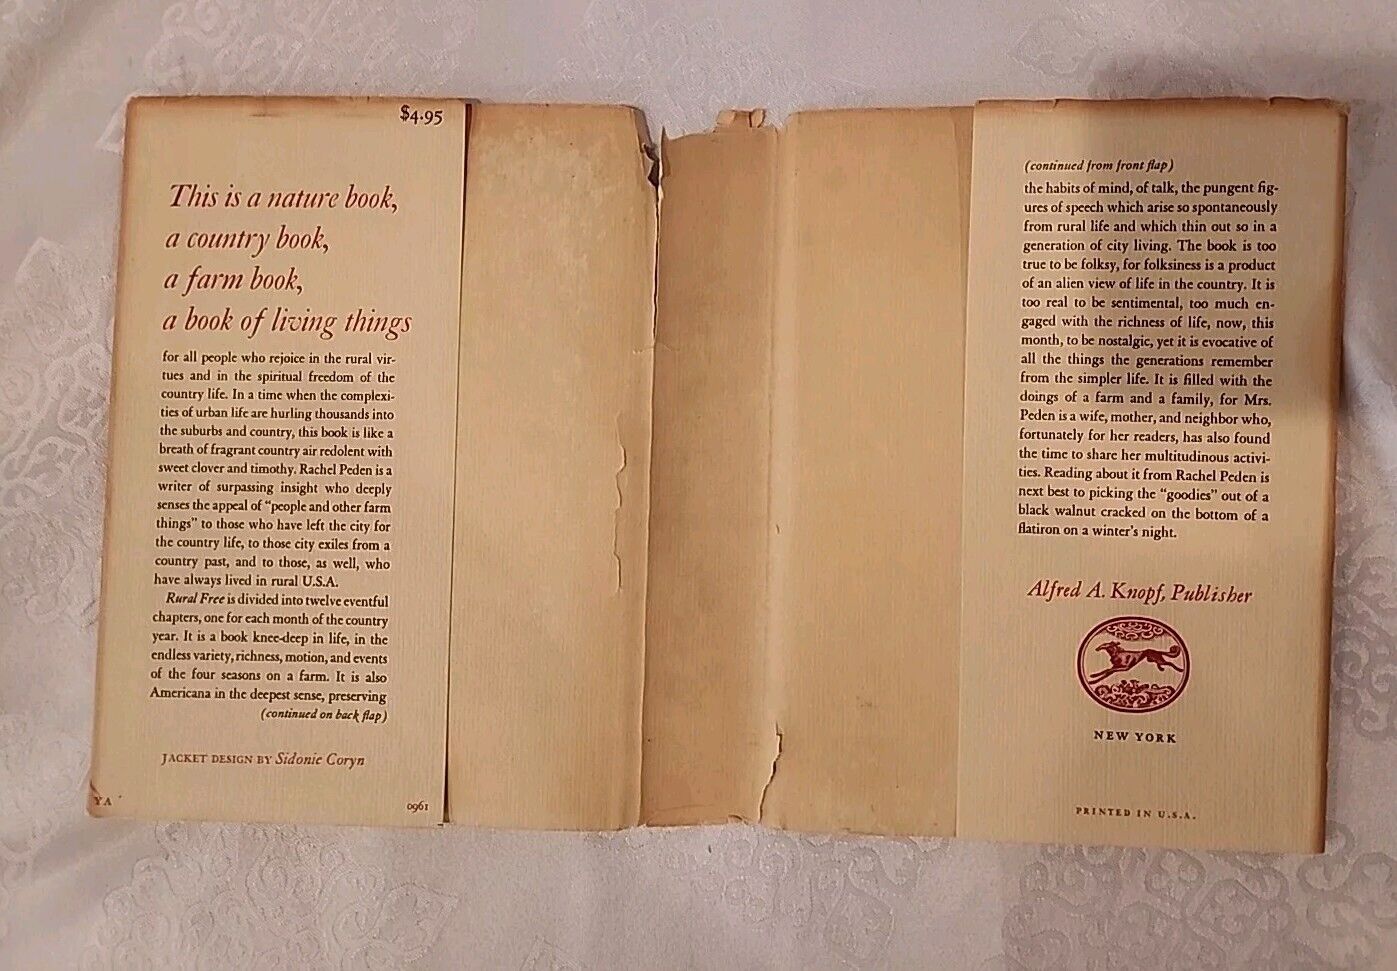 $4.95
This is a nature book,
a country book,
a farm book,
a book of living things
for all people who rejoice in the rural vir-
tues and in the spiritual freedom of the
country life. In a time when the complexi-
ties of urban life are hurling thousands into
the suburbs and country, this book is like a
breath of fragrant country air redolent with
sweet clover and timothy. Rachel Peden is a
writer of surpassing insight who deeply
senses the appeal of "people and other farm
things" to those who have left the city for
the country life, to those city exiles from a
country past, and to those, as well, who
have always lived in rural U.S.A.
Rural Free is divided into twelve eventful
chapters, one for each month of the country
year. It is a book knee-deep in life, in the
endless variety, richness, motion, and events
of the four seasons on a farm. It is also
Americana in the deepest sense, preserving
(continued on back flap)
JACKET DESIGN BY Sidonie Coryn
YA
0961
(continued from front flap)
the habits of mind, of talk, the pungent fig-
ures of speech which arise so spontaneously
from rural life and which thin out so in a
generation of city living. The book is too
true to be folksy, for folksiness is a product
of an alien view of life in the country. It is
too real to be sentimental, too much en-
gaged with the richness of life, now, this
month, to be nostalgic, yet it is evocative of
all the things the generations remember
from the simpler life. It is filled with the
doings of a farm and a family, for Mrs.
Peden is a wife, mother, and neighbor who,
fortunately for her readers, has also found
the time to share her multitudinous activi-
ties. Reading about it from Rachel Peden is
next best to picking the "goodies" out of a
black walnut cracked on the bottom of a
flatiron on a winter's night.
Alfred A. Knopf, Publisher
NEW YORK
PRINTED IN U.S.A.